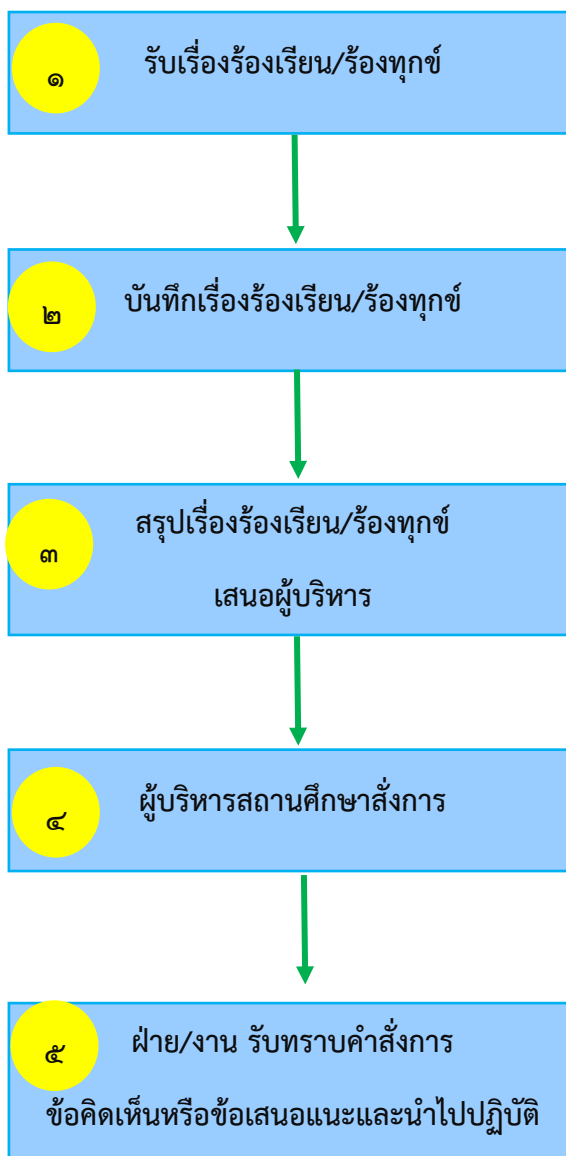 ๑
รับเรื่องร้องเรียน/ร้องทุกข์
๒
บันทึกเรื่องร้องเรียน/ร้องทุกข์
๓
สรุปเรื่องร้องเรียน/ร้องทุกข์
เสนอผู้บริหาร
๔
ผู้บริหารสถานศึกษาสั่งการ
๕
ฝ่าย/งาน รับทราบคำสั่งการ
ข้อคิดเห็นหรือข้อเสนอแนะและนำไปปฏิบัติ